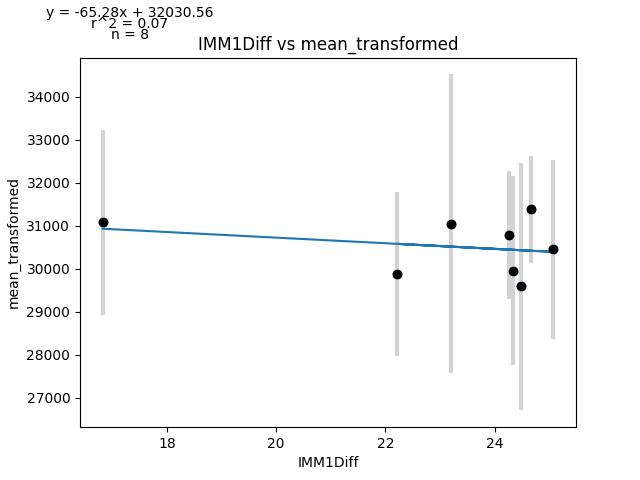 y = -65.28x + 32030.56
r^2 = 0.07
n = 8
IMM1Diff vs mean_transformed
mean_transformed
34000
33000
32000
31000
30000
29000
28000
27000
18
20
22
24
IMM1Diff